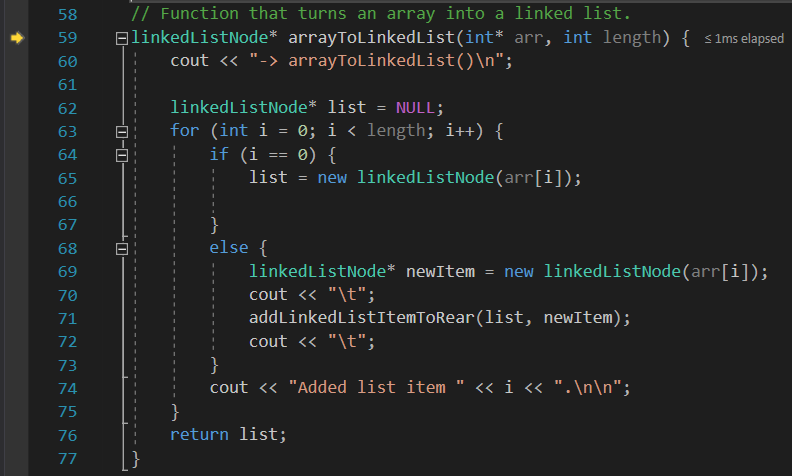 58 // Function that turns an array into a linked list.
59 linkedListNode* arrayToLinkedList(int* arr, int length) { ≤ 1ms elapsed
60 cout << "-> arrayToLinkedList()\n";
61
62 linkedListNode* list = NULL;
63 for (int i = 0; i < length; i++) {
64 if (i == 0) {
65 list = new linkedListNode(arr[i]);
66
67 }
68 else {
69 linkedListNode* newItem = new linkedListNode(arr[i]);
70 cout << "\t";
71 addLinkedListItemToRear(list, newItem);
72 cout << "\t";
73 }
74 cout << "Added list item " << i << ".\n\n";
75 }
76 return list;
77 }